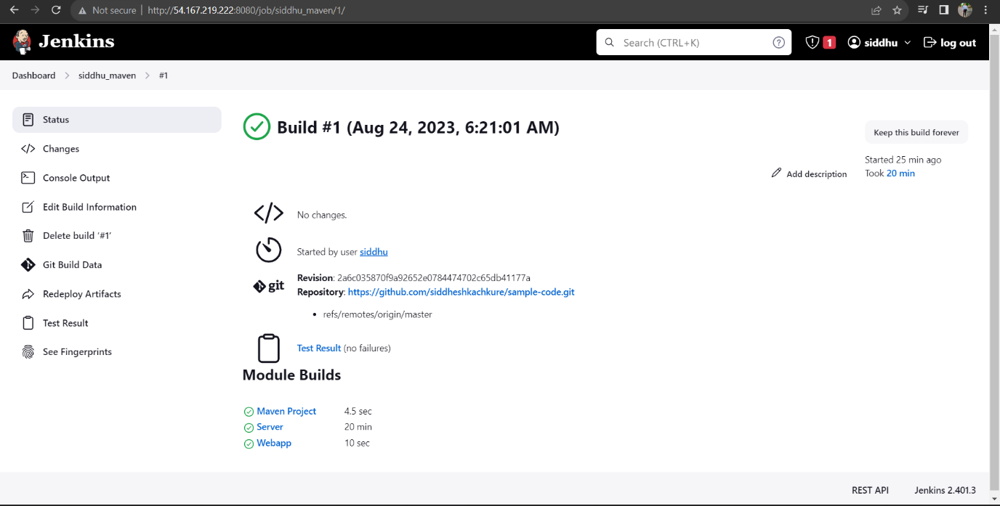 Not secure | http://54.167.219.222:8080/job/siddhu_maven/1/
Jenkins
Search (CTRL+K)
1
siddhu
log out
Dashboard > siddhu_maven > #1
Status
Changes
Console Output
Edit Build Information
Delete build ‘#1’
Git Build Data
Redeploy Artifacts
Test Result
See Fingerprints
Build #1 (Aug 24, 2023, 6:21:01 AM)
Keep this build forever
Started 25 min ago
Took 20 min
Add description
No changes.
Started by user siddhu
git
Revision: 2a6c035870f9a92652e0784474702c65db41177a
Repository: https://github.com/siddheshkachkure/sample-code.git
• refs/remotes/origin/master
Test Result (no failures)
Module Builds
Maven Project 4.5 sec
Server 20 min
Webapp 10 sec
REST API Jenkins 2.401.3